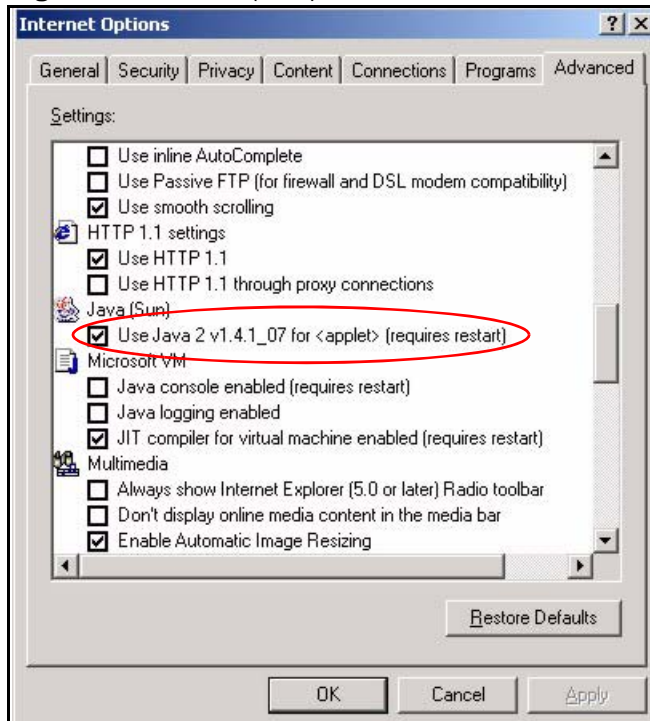 Internet Options
General Security Privacy Content Connections Programs Advanced
Settings:
Use inline AutoComplete
Use Passive FTP (for firewall and DSL modem compatibility)
Use smooth scrolling
HTTP 1.1 settings
Use HTTP 1.1
Use HTTP 1.1 through proxy connections
Java (Sun)
Use Java 2 v1.4.1_07 for <applet> (requires restart)
Microsoft VM
Java console enabled (requires restart)
Java logging enabled
JIT compiler for virtual machine enabled (requires restart)
Multimedia
Always show Internet Explorer (5.0 or later) Radio toolbar
Don't display online media content in the media bar
Enable Automatic Image Resizing
Restore Defaults
OK Cancel Apply